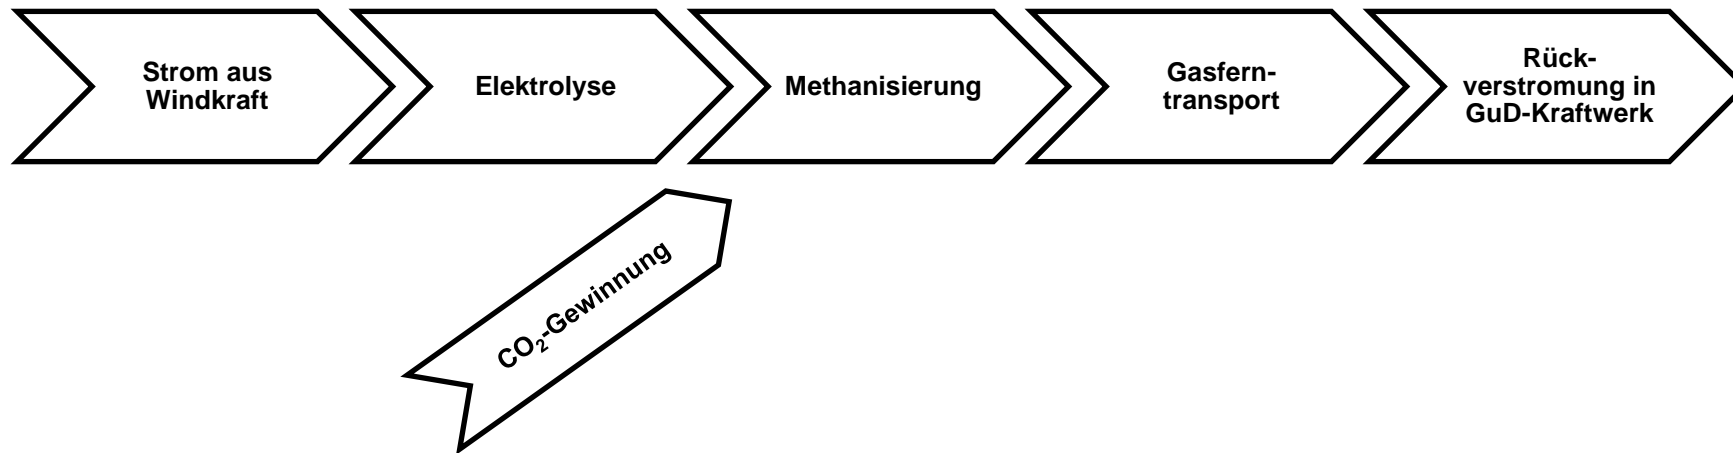 Strom aus
Windkraft
Elektrolyse
Methanisierung
Gasfern-
transport
Rück-
verstromung in
GuD-Kraftwerk
CO₂-Gewinnung